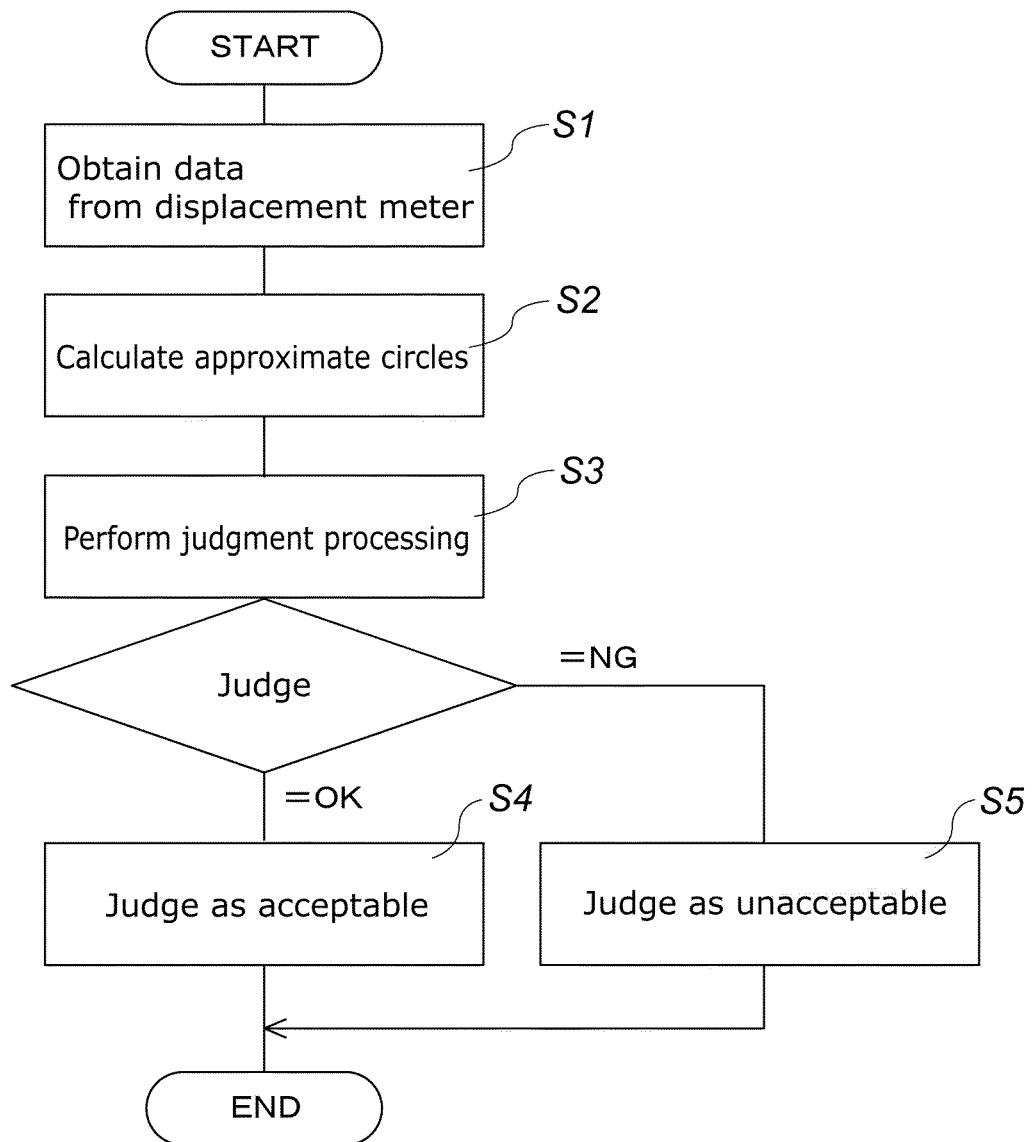 START
S1
Obtain data
from displacement meter
S2
Calculate approximate circles
S3
Perform judgment processing
Judge
=NG
=OK
S4
S5
Judge as acceptable
Judge as unacceptable
END